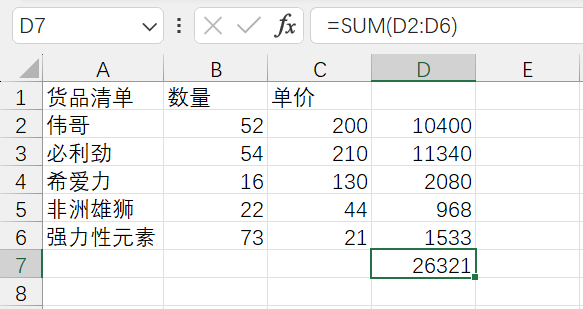 D7 fx =SUM(D2:D6)
A B C D E
1 货品清单 数量 单价
2 伟哥 52 200 10400
3 必利劲 54 210 11340
4 希爱力 16 130 2080
5 非洲雄狮 22 44 968
6 强力性元素 73 21 1533
7 26321
8